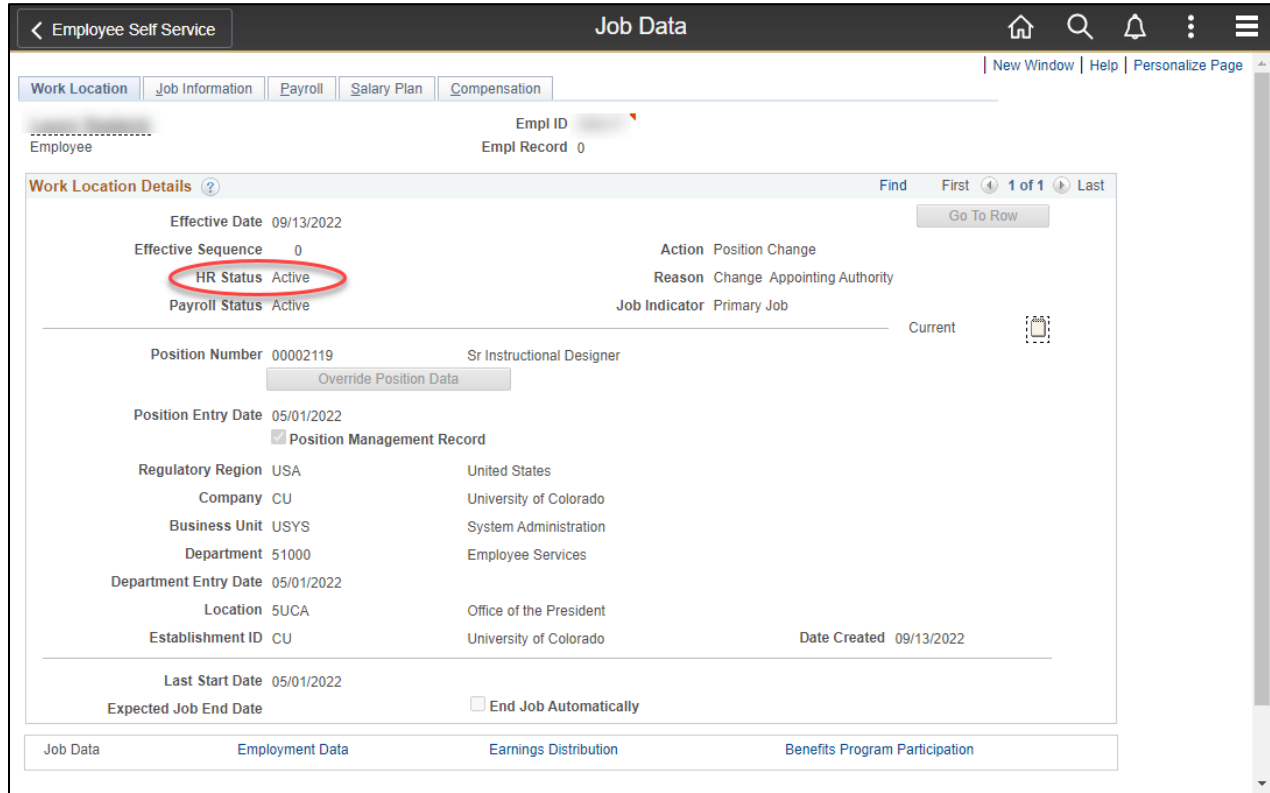 Employee Self Service Job Data
New Window | Help | Personalize Page
Work Location Job Information Payroll Salary Plan Compensation
Empl ID
Employee Empl Record 0
Work Location Details ? Find First 1 of 1 Last
Effective Date 09/13/2022 Go To Row
Effective Sequence 0 Action Position Change
HR Status Active Reason Change Appointing Authority
Payroll Status Active Job Indicator Primary Job
Current
Position Number 00002119 Sr Instructional Designer
Override Position Data
Position Entry Date 05/01/2022
Position Management Record
Regulatory Region USA United States
Company CU University of Colorado
Business Unit USYS System Administration
Department 51000 Employee Services
Department Entry Date 05/01/2022
Location 5UCA Office of the President
Establishment ID CU University of Colorado Date Created 09/13/2022
Last Start Date 05/01/2022
Expected Job End Date End Job Automatically
Job Data Employment Data Earnings Distribution Benefits Program Participation